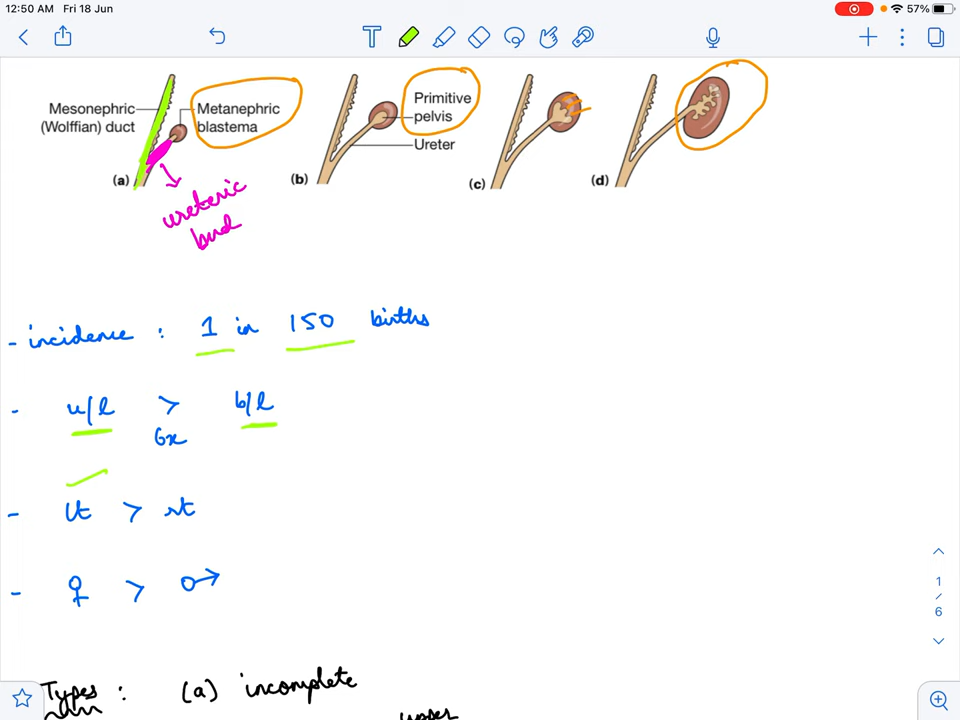 12:50 AM Fri 18 Jun
57%
T
Mesonephric
(Wolffian) duct
Metanephric
blastema
Primitive
pelvis
Ureter
(a)
(b)
(c)
(d)
ureteric
bud
- incidence : 1 in 150 births
- u/l > b/l
6x
- lt > rt
- ♀ > ♂
1
/
6
Types : (a) incomplete
upper